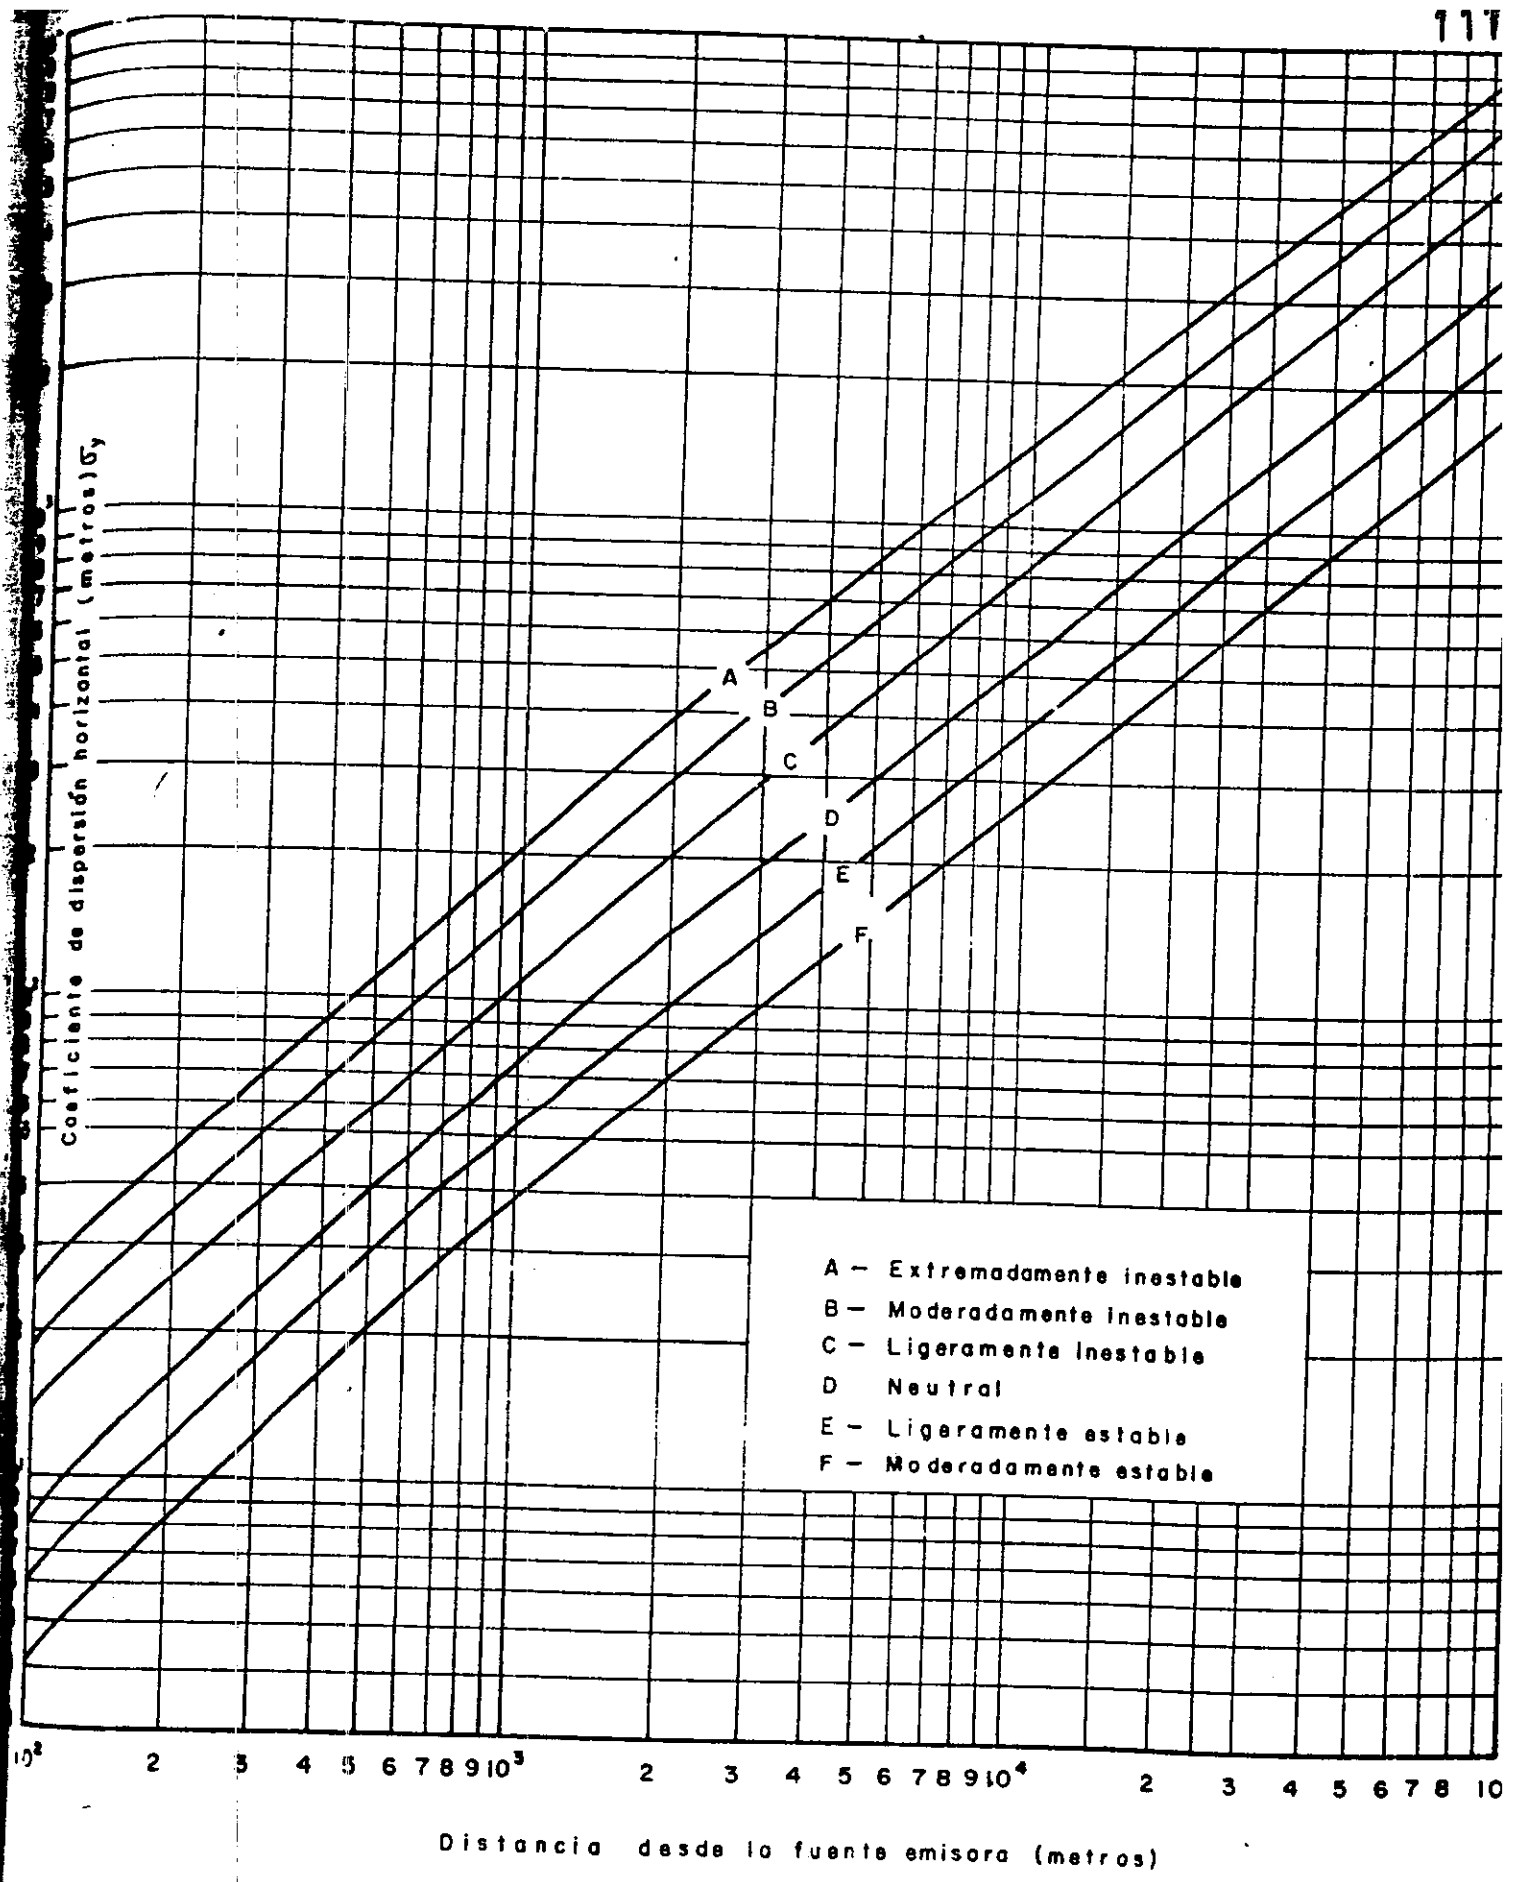 111
Coeficiente de dispersión horizontal (metros) σy
A
B
C
D
E
F
A – Extremadamente inestable
B – Moderadamente inestable
C – Ligeramente inestable
D Neutral
E – Ligeramente estable
F – Moderadamente estable
10² 2 3 4 5 6 7 8 9 10³ 2 3 4 5 6 7 8 9 10⁴ 2 3 4 5 6 7 8 10
Distancia desde la fuente emisora (metros)